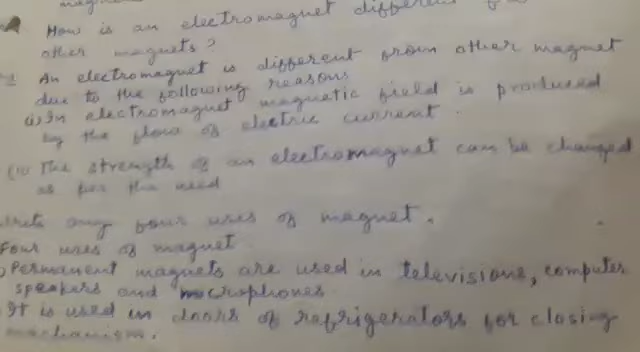 How is an electromagnet different
other magnets?
An electromagnet is different from other magnet
due to the following reasons
(i) In electromagnet magnetic field is produced
by the flow of electric current.
(ii) The strength of an electromagnet can be changed
as per the need
any four uses of magnet.
Four uses of magnet
Permanent magnets are used in televisions, computer
speakers and microphones
It is used in doors of refrigerators for closing
mechanism.